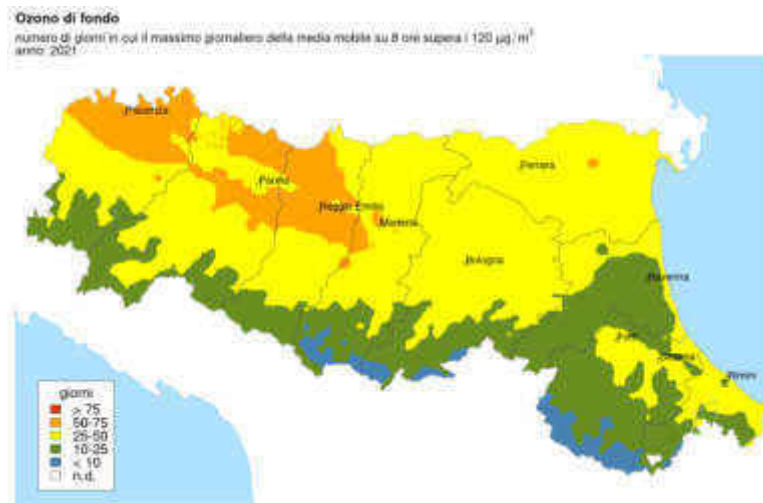 Ozono di fondo
numero di giorni in cui il massimo giornaliero della media mobile su 8 ore supera i 120 µg/m³
anno: 2021
Piacenza
Parma
Ferrara
Reggio Emilia
Modena
Bologna
Ravenna
Forlì
Cesena
Rimini
giorni
> 75
50-75
25-50
10-25
< 10
n.d.